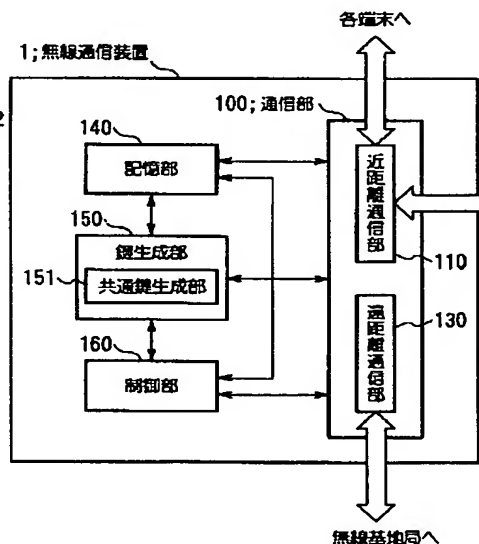 各端末へ
1;無線通信装置
100;通信部
2
140
記憶部
近距離通信部
150
鍵生成部
151
共通鍵生成部
110
160
制御部
遠距離通信部
130
無線基地局へ